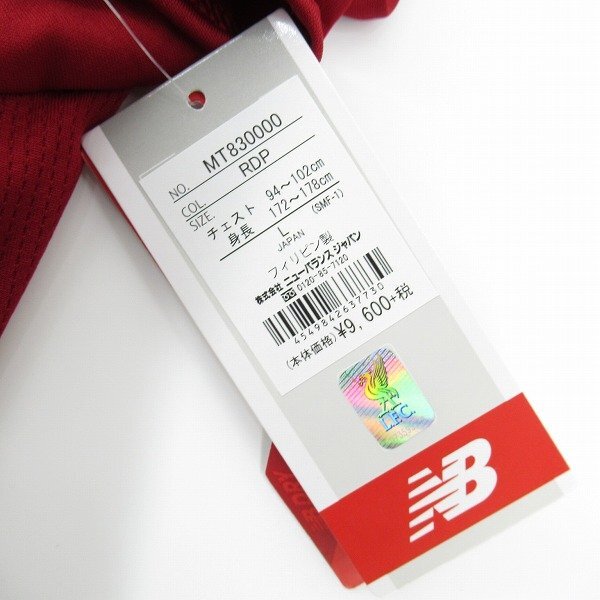 NO. MT830000
COL RDP
SIZE チェスト 94～102cm
身長 172～178cm
L (SMF-1)
JAPAN
フィリピン製
株式会社 ニューバランス ジャパン
0120-85-7120
4549842637730
(本体価格) ¥9,600+税
L.F.C.
NB